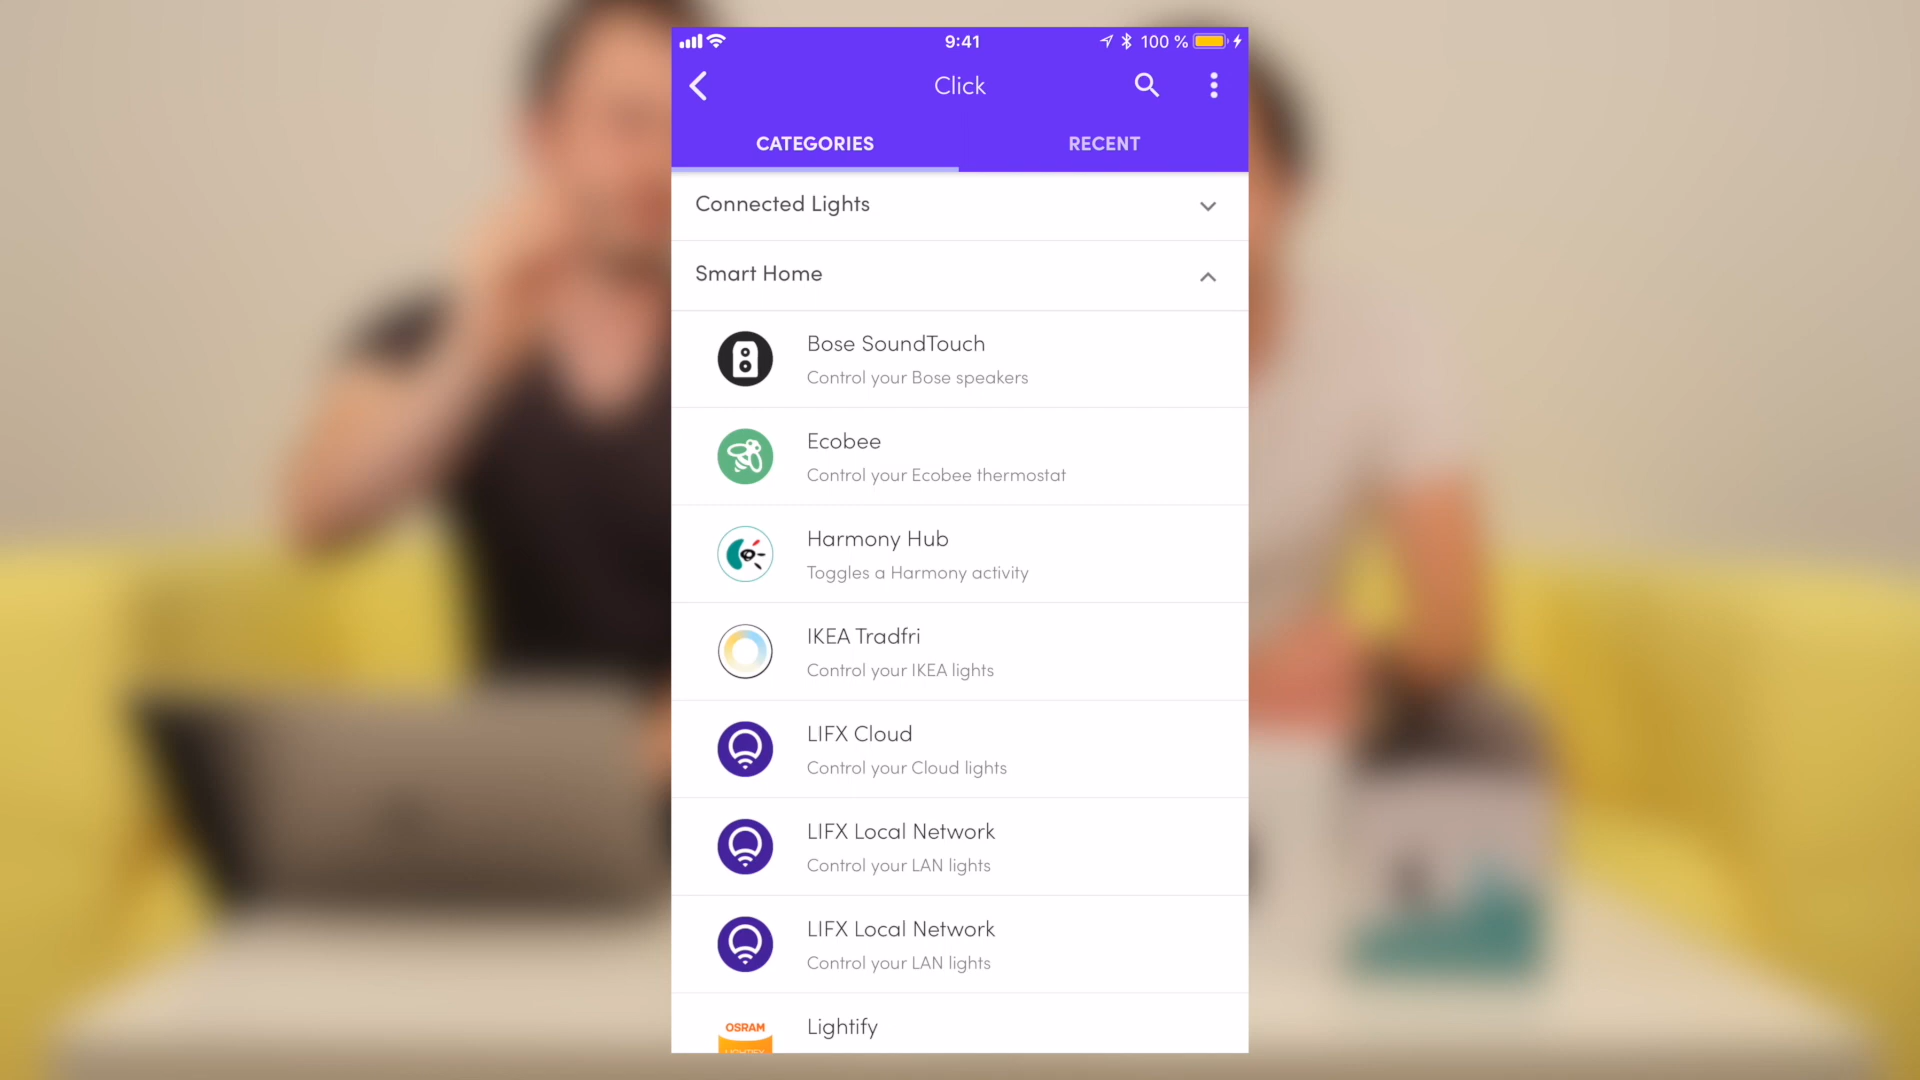 9:41
100 %
Click
CATEGORIES
RECENT
Connected Lights
Smart Home
Bose SoundTouch
Control your Bose speakers
Ecobee
Control your Ecobee thermostat
Harmony Hub
Toggles a Harmony activity
IKEA Tradfri
Control your IKEA lights
LIFX Cloud
Control your Cloud lights
LIFX Local Network
Control your LAN lights
LIFX Local Network
Control your LAN lights
OSRAM
Lightify